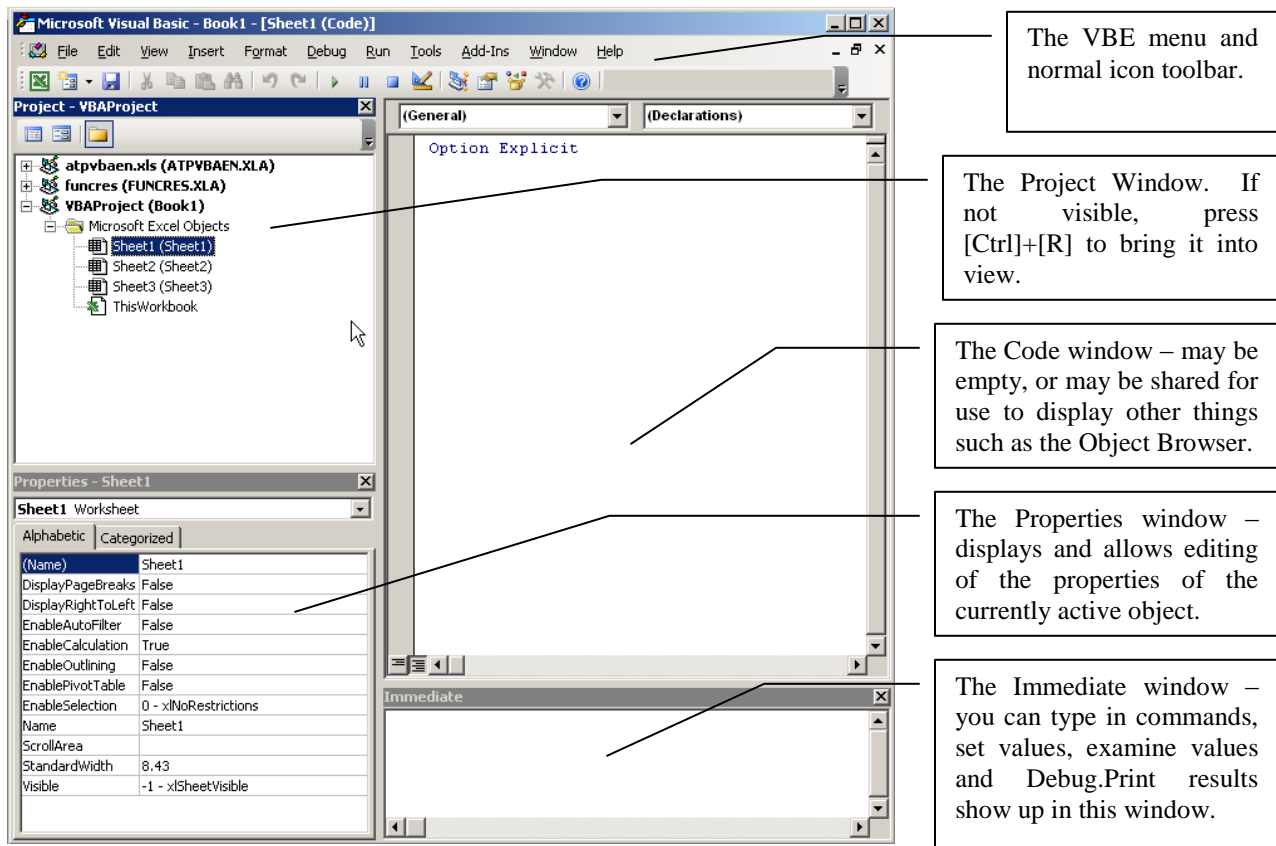 Microsoft Visual Basic - Book1 - [Sheet1 (Code)]
File Edit View Insert Format Debug Run Tools Add-Ins Window Help
Project - VBAProject
atpvbaen.xls (ATPVBAEN.XLA)
funcres (FUNCRES.XLA)
VBAProject (Book1)
Microsoft Excel Objects
Sheet1 (Sheet1)
Sheet2 (Sheet2)
Sheet3 (Sheet3)
ThisWorkbook
Properties - Sheet1
Sheet1 Worksheet
Alphabetic Categorized
(Name) Sheet1
DisplayPageBreaks False
DisplayRightToLeft False
EnableAutoFilter False
EnableCalculation True
EnableOutlining False
EnablePivotTable False
EnableSelection 0 - xlNoRestrictions
Name Sheet1
ScrollArea
StandardWidth 8.43
Visible -1 - xlSheetVisible
(General) (Declarations)
Option Explicit
Immediate
The VBE menu and
normal icon toolbar.
The Project Window. If
not visible, press
[Ctrl]+[R] to bring it into
view.
The Code window – may be
empty, or may be shared for
use to display other things
such as the Object Browser.
The Properties window –
displays and allows editing
of the properties of the
currently active object.
The Immediate window –
you can type in commands,
set values, examine values
and Debug.Print results
show up in this window.